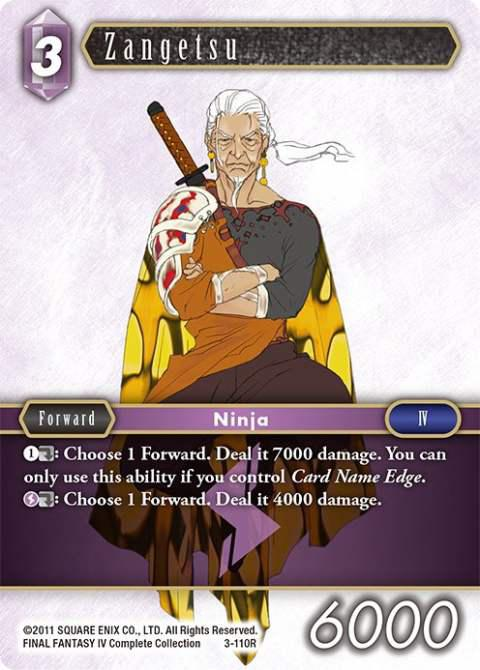 3
Zangetsu
Forward
Ninja
IV
1: Choose 1 Forward. Deal it 7000 damage. You can
only use this ability if you control Card Name Edge.
: Choose 1 Forward. Deal it 4000 damage.
©2011 SQUARE ENIX CO., LTD. All Rights Reserved.
FINAL FANTASY IV Complete Collection
3-110R
6000